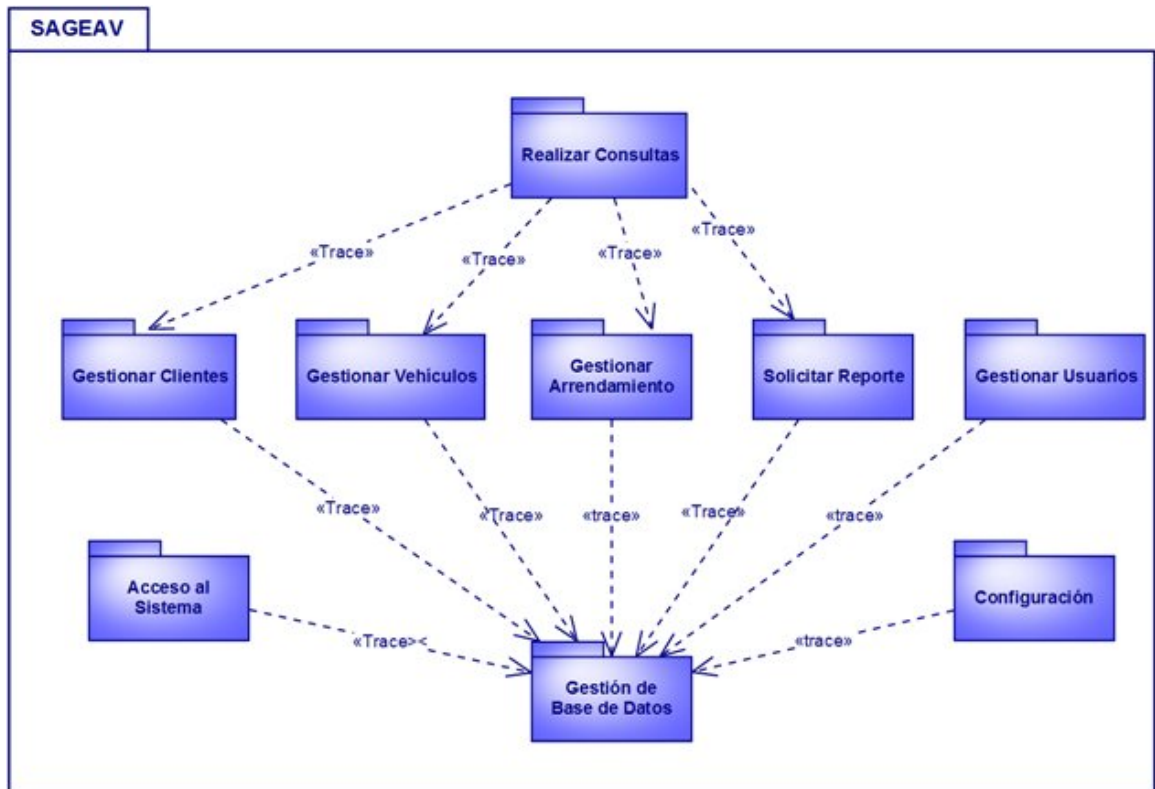 SAGEAV
Realizar Consultas
«Trace»
«Trace»
«Trace»
«Trace»
Gestionar Clientes
Gestionar Vehículos
Gestionar
Arrendamiento
Solicitar Reporte
Gestionar Usuarios
«Trace»
«Trace»
«trace»
«Trace»
«trace»
Acceso al
Sistema
Configuración
«Trace><
«trace»
Gestión de
Base de Datos